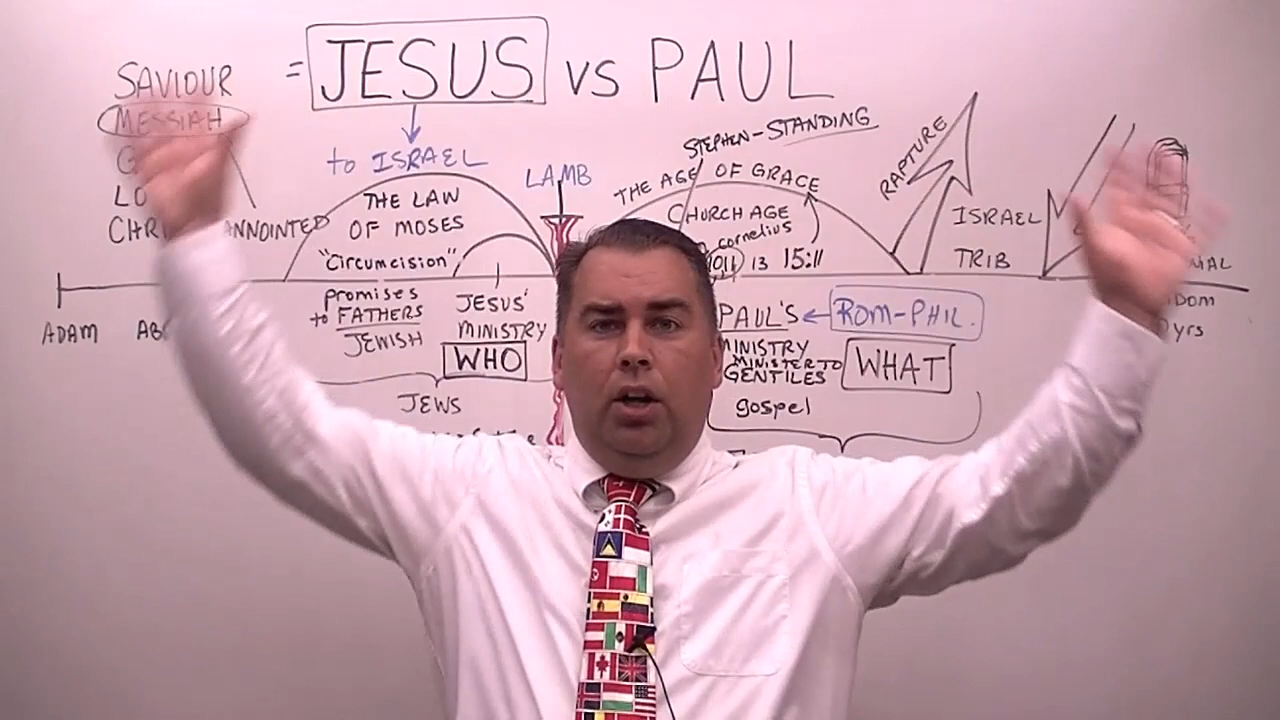 = JESUS vs PAUL
SAVIOUR
MESSIAH
ANNOINTED
to ISRAEL
THE LAW
OF MOSES
"Circumcision"
LAMB
STEPHEN-STANDING
THE AGE OF GRACE
CHURCH AGE
cornelius
13 15:11
RAPTURE
ISRAEL
TRIB
ADAM
promises
to FATHERS
JEWISH
JESUS'
MINISTRY
WHO
JEWS
PAUL'S ← ROM-PHIL.
MINISTRY
MINISTER TO
GENTILES
WHAT
gospel
yrs